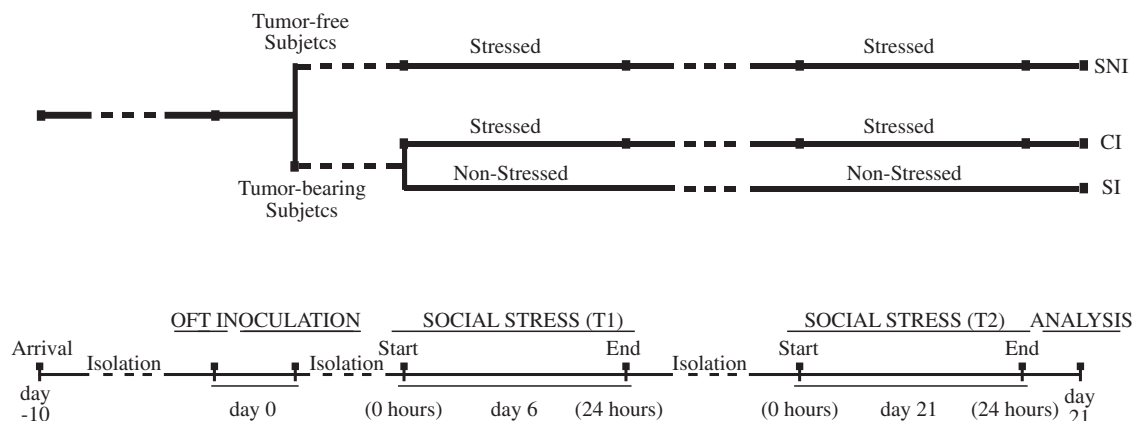 Tumor-free
Subjetcs
Stressed
Stressed
SNI
Stressed
Stressed
CI
Tumor-bearing
Subjetcs
Non-Stressed
Non-Stressed
SI
OFT INOCULATION SOCIAL STRESS (T1) SOCIAL STRESS (T2) ANALYSIS
Arrival Start End Start End
Isolation Isolation Isolation
day
-10
day 0 (0 hours) day 6 (24 hours) (0 hours) day 21 (24 hours)
day
21